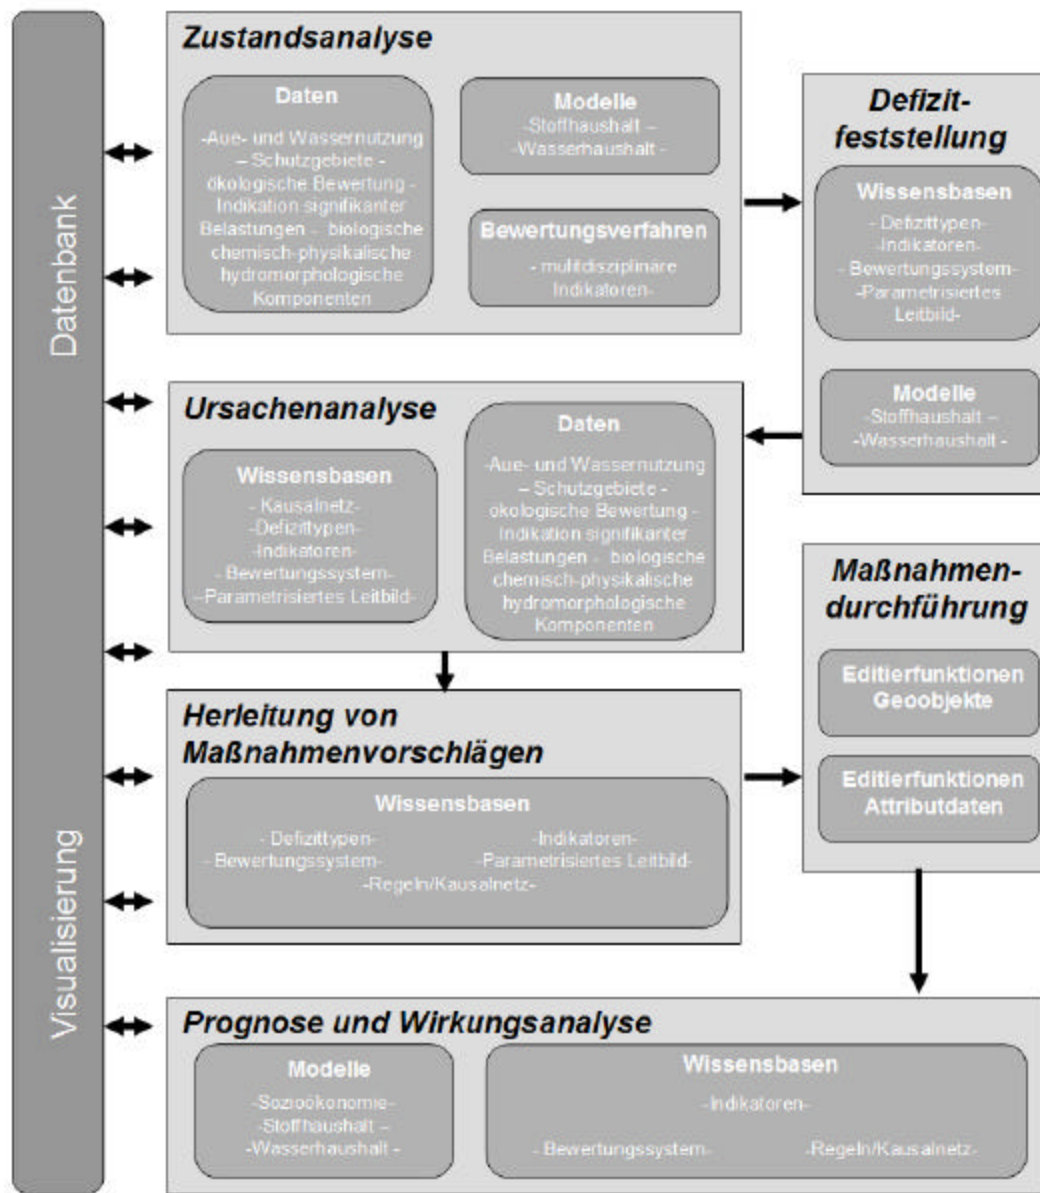 Datenbank
Visualisierung
Zustandsanalyse
Daten
-Aue- und Wassernutzung
– Schutzgebiete -
ökologische Bewertung -
Indikation signifikanter
Belastungen - biologische
chemisch-physikalische
hydromorphologische
Komponenten
Modelle
-Stoffhaushalt –
-Wasserhaushalt -
Bewertungsverfahren
- mulitdisziplinäre
Indikatoren-
Defizit-
feststellung
Wissensbasen
- Defizittypen-
-Indikatoren-
- Bewertungssystem-
-Parametrisiertes
Leitbild-
Modelle
-Stoffhaushalt –
-Wasserhaushalt -
Ursachenanalyse
Wissensbasen
- Kausalnetz-
-Defizittypen-
-Indikatoren-
- Bewertungssystem-
–Parametrisiertes Leitbild-
Daten
-Aue- und Wassernutzung
– Schutzgebiete -
ökologische Bewertung -
Indikation signifikanter
Belastungen - biologische
chemisch-physikalische
hydromorphologische
Komponenten
Herleitung von
Maßnahmenvorschlägen
Wissensbasen
- Defizittypen- -Indikatoren-
- Bewertungssystem- -Parametrisiertes Leitbild-
-Regeln/Kausalnetz-
Maßnahmen-
durchführung
Editierfunktionen
Geoobjekte
Editierfunktionen
Attributdaten
Prognose und Wirkungsanalyse
Modelle
-Sozioökonomie-
-Stoffhaushalt –
-Wasserhaushalt -
Wissensbasen
-Indikatoren-
- Bewertungssystem- -Regeln/Kausalnetz-